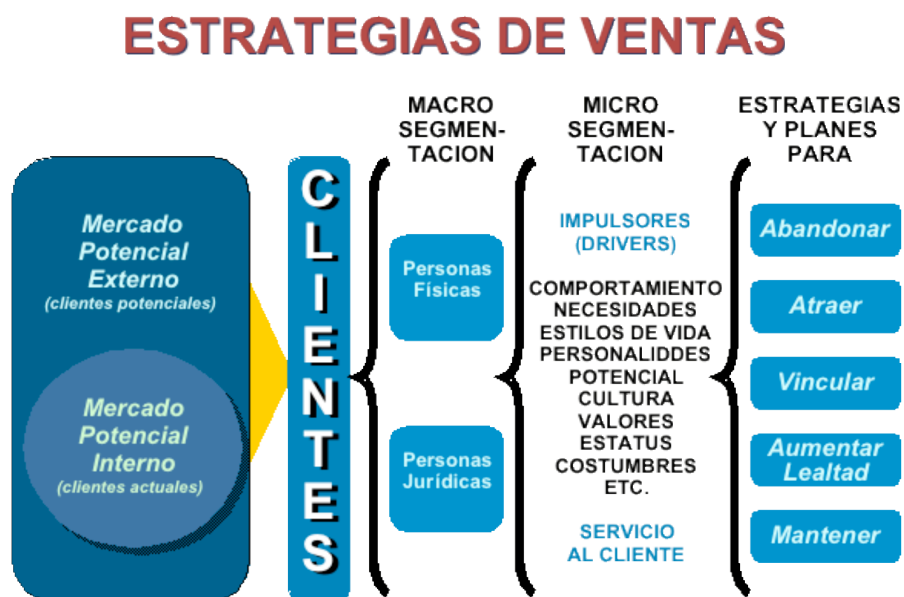 ESTRATEGIAS DE VENTAS
Mercado
Potencial
Externo
(clientes potenciales)
Mercado
Potencial
Interno
(clientes actuales)
CLIENTES
MACRO
SEGMEN-
TACION
Personas
Físicas
Personas
Jurídicas
MICRO
SEGMEN-
TACION
IMPULSORES
(DRIVERS)
COMPORTAMIENTO
NECESIDADES
ESTILOS DE VIDA
PERSONALIDDES
POTENCIAL
CULTURA
VALORES
ESTATUS
COSTUMBRES
ETC.
SERVICIO
AL CLIENTE
ESTRATEGIAS
Y PLANES
PARA
Abandonar
Atraer
Vincular
Aumentar
Lealtad
Mantener